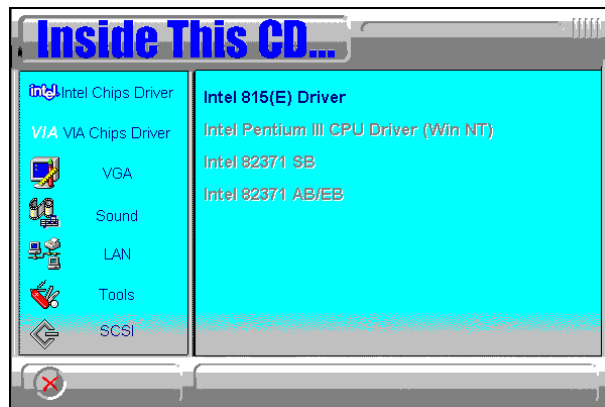 Inside This CD...
intel. Intel Chips Driver
VIA VIA Chips Driver
VGA
Sound
LAN
Tools
SCSI
Intel 815(E) Driver
Intel Pentium III CPU Driver (Win NT)
Intel 82371 SB
Intel 82371 AB/EB